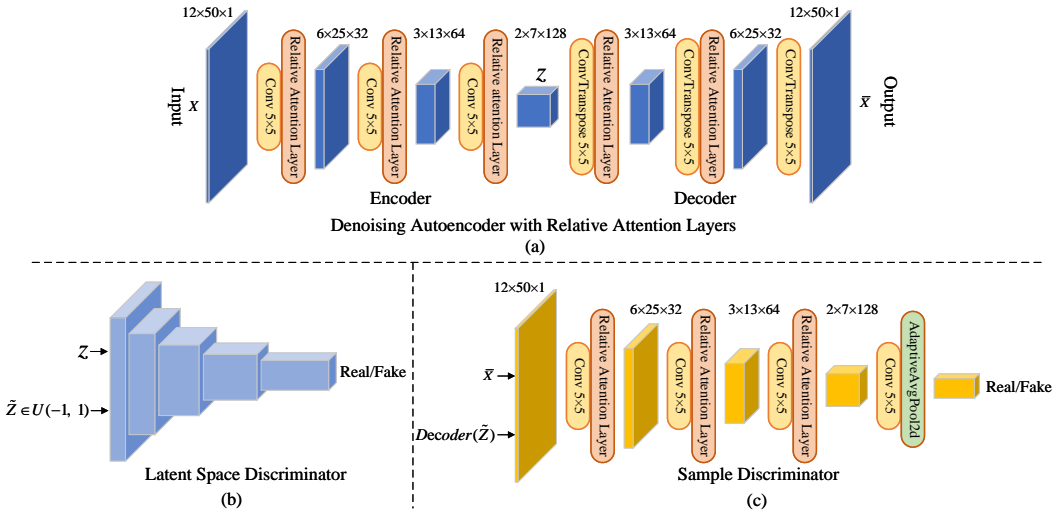 12×50×1
6×25×32
3×13×64
2×7×128
3×13×64
6×25×32
12×50×1
Input
X
Conv 5×5
Relative Attention Layer
Conv 5×5
Relative Attention Layer
Conv 5×5
Relative attention Layer
Z
ConvTranspose 5×5
Relative Attention Layer
ConvTranspose 5×5
Relative Attention Layer
ConvTranspose 5×5
X̄
Output
Encoder
Decoder
Denoising Autoencoder with Relative Attention Layers
(a)
Z
Z̃∈U(-1, 1)
Real/Fake
Latent Space Discriminator
(b)
12×50×1
6×25×32
3×13×64
2×7×128
X̄
Decoder(Z̃)
Conv 5×5
Relative Attention Layer
Conv 5×5
Relative Attention Layer
Conv 5×5
Relative Attention Layer
Conv 5×5
AdaptiveAvgPool2d
Real/Fake
Sample Discriminator
(c)